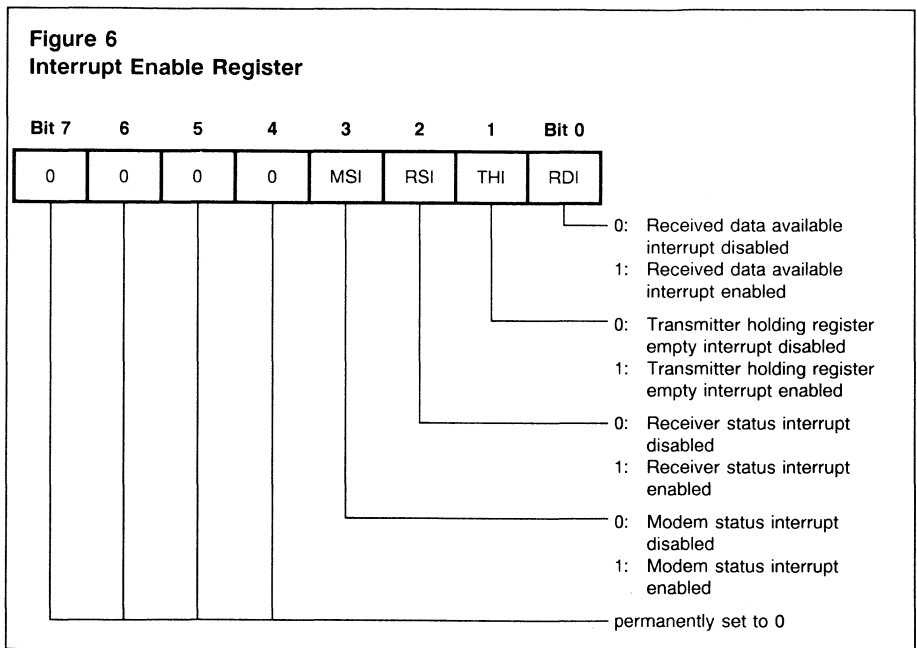 Figure 6
Interrupt Enable Register
Bit 7 6 5 4 3 2 1 Bit 0
0 0 0 0 MSI RSI THI RDI
0: Received data available
interrupt disabled
1: Received data available
interrupt enabled
0: Transmitter holding register
empty interrupt disabled
1: Transmitter holding register
empty interrupt enabled
0: Receiver status interrupt
disabled
1: Receiver status interrupt
enabled
0: Modem status interrupt
disabled
1: Modem status interrupt
enabled
permanently set to 0